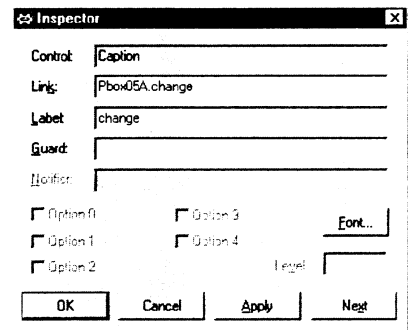 Inspector
Control: Caption
Link: Pbox05A.change
Label change
Guard:
Notifier:
Option 0 Option 3 Font...
Option 1 Option 4
Option 2 Level
OK Cancel Apply Next